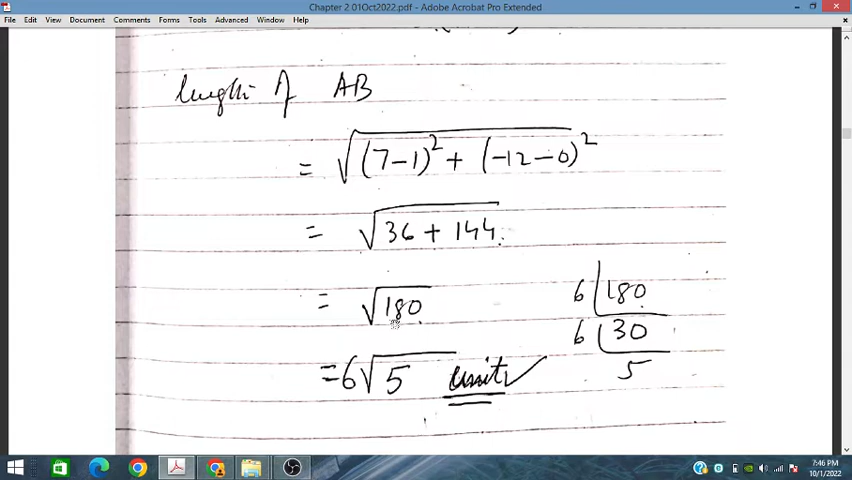 Chapter 2 01Oct2022.pdf - Adobe Acrobat Pro Extended
File Edit View Document Comments Forms Tools Advanced Window Help
length of AB
= √(7-1)² + (-12-0)²
= √36 + 144
= √180
= 6√5 units
6 180
6 30
5
7:46 PM
10/1/2022